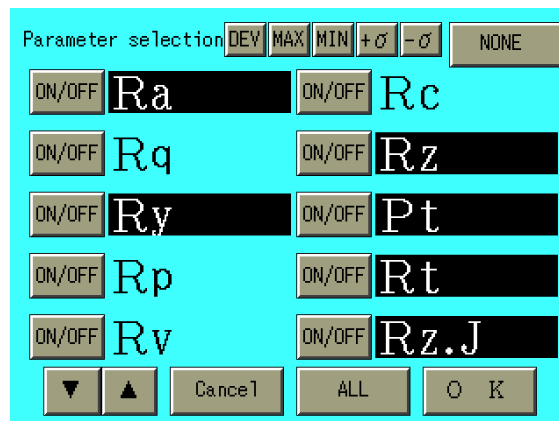 Parameter selection DEV MAX MIN +σ -σ NONE
ON/OFF Ra ON/OFF Rc
ON/OFF Rq ON/OFF Rz
ON/OFF Ry ON/OFF Pt
ON/OFF Rp ON/OFF Rt
ON/OFF Rv ON/OFF Rz.J
▼ ▲ Cancel ALL O K